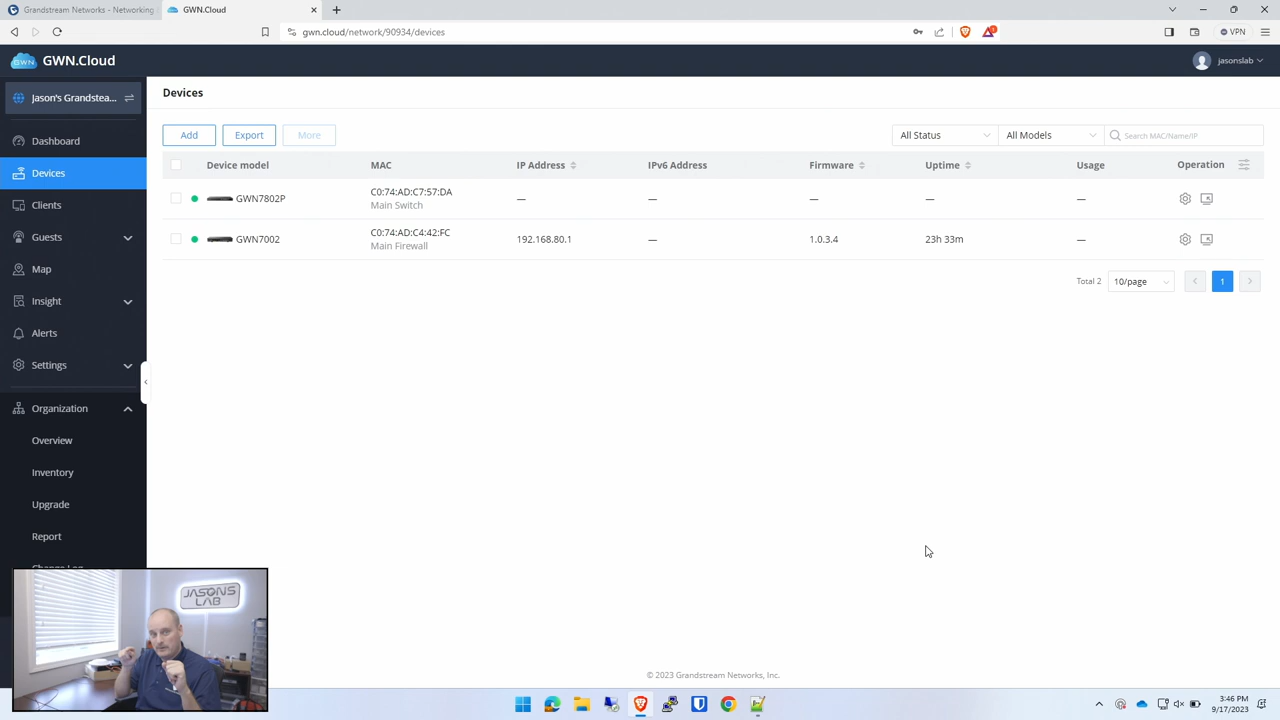 Grandstream Networks - Networking
GWN.Cloud
gwn.cloud/network/90934/devices
VPN
GWN
GWN.Cloud
jasonslab
Jason's Grandstea...
Dashboard
Devices
Clients
Guests
Map
Insight
Alerts
Settings
Organization
Overview
Inventory
Upgrade
Report
Devices
Add
Export
More
All Status
All Models
Search MAC/Name/IP
Device model
MAC
IP Address
IPv6 Address
Firmware
Uptime
Usage
Operation
GWN7802P
C0:74:AD:C7:57:DA
Main Switch
—
—
—
—
—
GWN7002
C0:74:AD:C4:42:FC
Main Firewall
192.168.80.1
—
1.0.3.4
23h 33m
—
Total 2
10/page
1
JASONS
LAB
© 2023 Grandstream Networks, Inc.
3:46 PM
9/17/2023